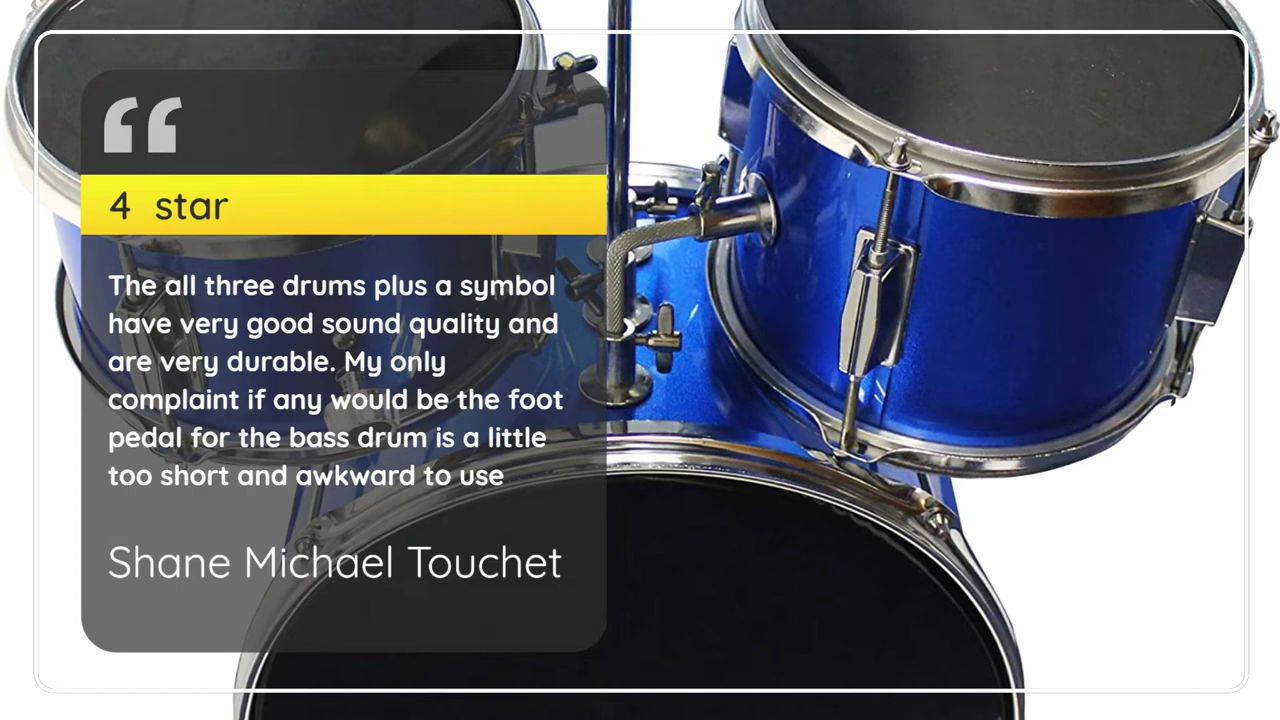 “
4 star
The all three drums plus a symbol
have very good sound quality and
are very durable. My only
complaint if any would be the foot
pedal for the bass drum is a little
too short and awkward to use
Shane Michael Touchet